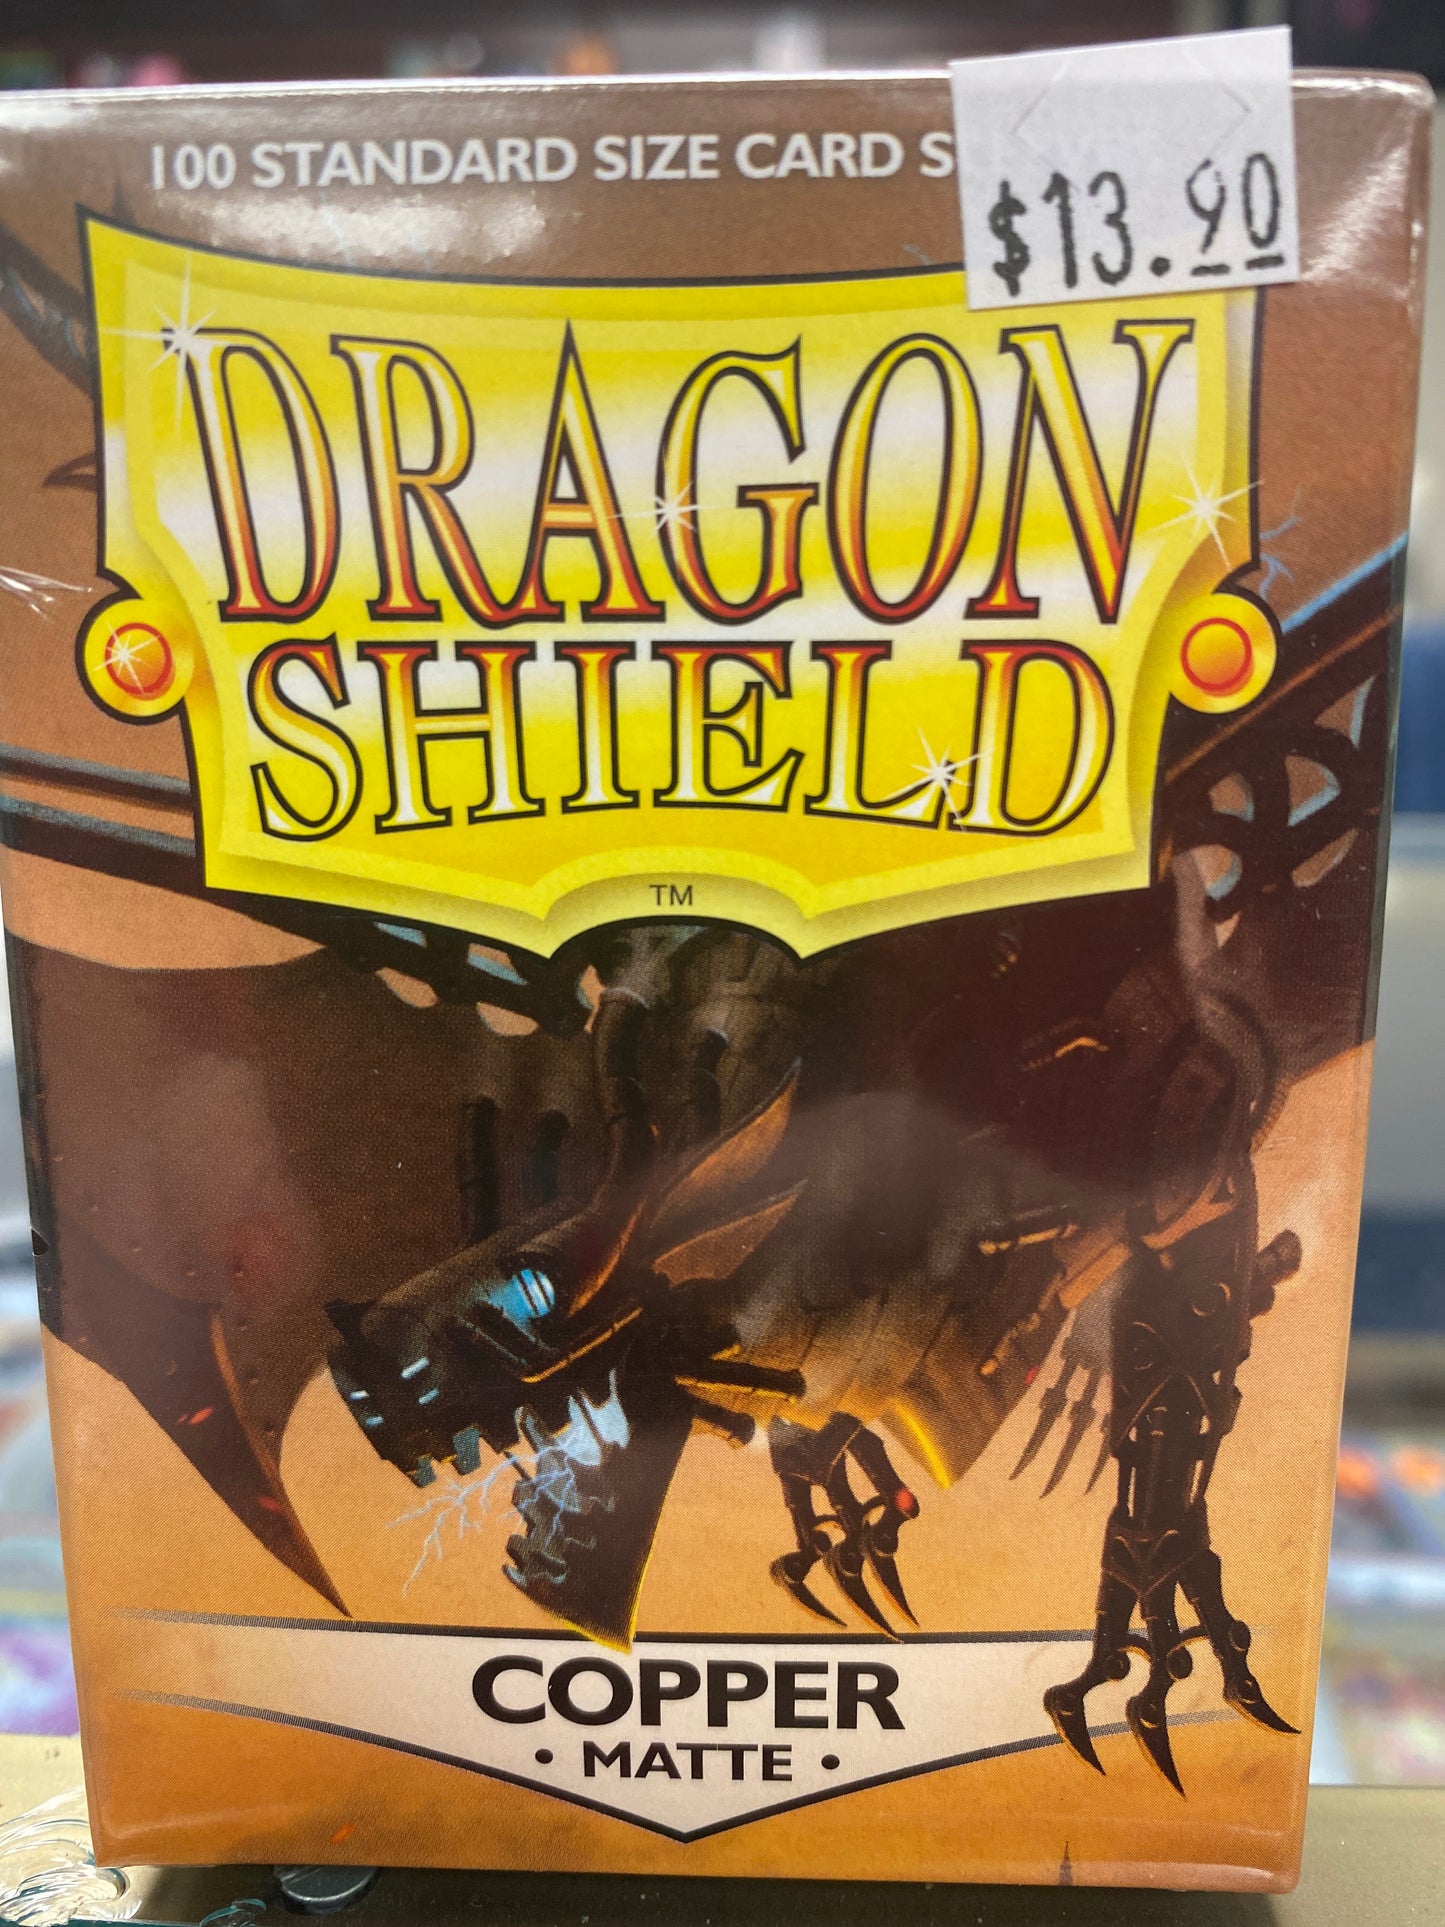 100 STANDARD SIZE CARD S
$13.90
DRAGON
SHIELD
TM
COPPER
• MATTE •